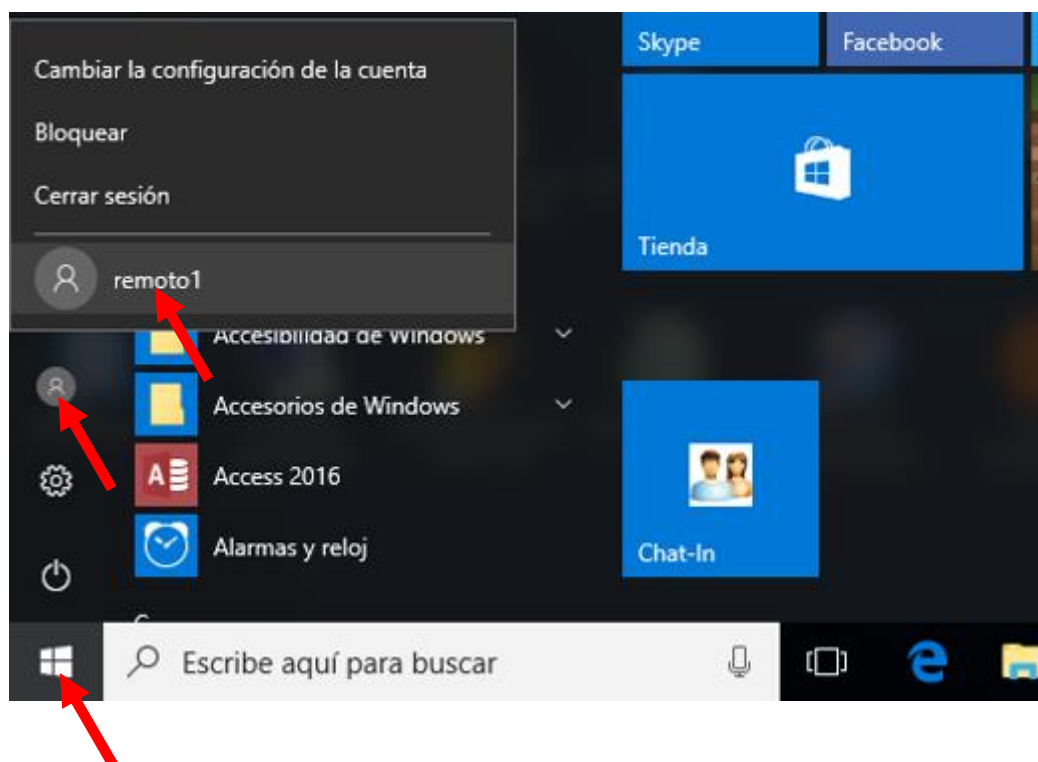 Cambiar la configuración de la cuenta
Bloquear
Cerrar sesión
remoto1
Skype
Facebook
Tienda
Accesibilidad de Windows
Accesorios de Windows
A
Access 2016
Alarmas y reloj
Chat-In
Escribe aquí para buscar